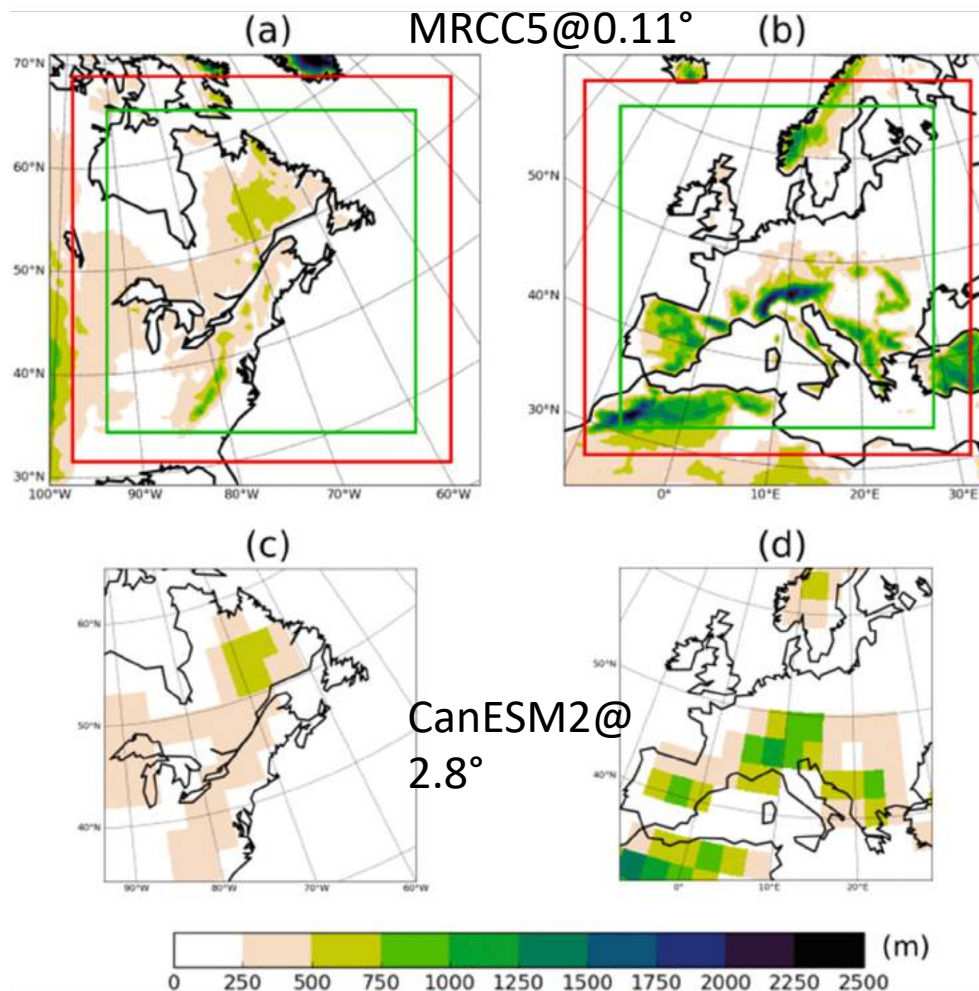 MRCC5@0.11°
(a) (b)
70°N
60°N
50°N
40°N
30°N
100°W 90°W 80°W 70°W 60°W
50°N
40°N
30°N
0° 10°E 20°E 30°E
(c) (d)
60°N
50°N
40°N
90°W 80°W 70°W 60°W
50°N
40°N
0° 10°E 20°E
CanESM2@
2.8°
(m)
0 250 500 750 1000 1250 1500 1750 2000 2250 2500